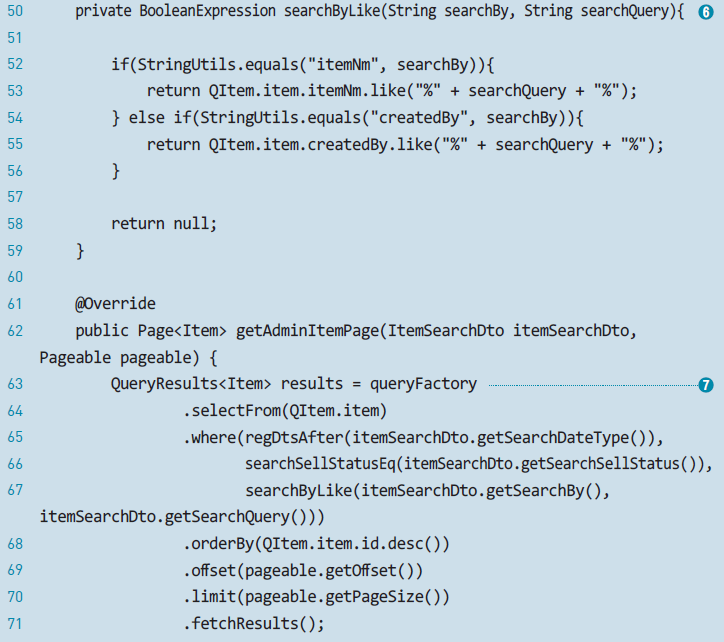 50 private BooleanExpression searchByLike(String searchBy, String searchQuery){ 6
51
52 if(StringUtils.equals("itemNm", searchBy)){
53 return QItem.item.itemNm.like("%" + searchQuery + "%");
54 } else if(StringUtils.equals("createdBy", searchBy)){
55 return QItem.item.createdBy.like("%" + searchQuery + "%");
56 }
57
58 return null;
59 }
60
61 @Override
62 public Page<Item> getAdminItemPage(ItemSearchDto itemSearchDto,
Pageable pageable) {
63 QueryResults<Item> results = queryFactory 7
64 .selectFrom(QItem.item)
65 .where(regDtsAfter(itemSearchDto.getSearchDateType()),
66 searchSellStatusEq(itemSearchDto.getSearchSellStatus()),
67 searchByLike(itemSearchDto.getSearchBy(),
itemSearchDto.getSearchQuery()))
68 .orderBy(QItem.item.id.desc())
69 .offset(pageable.getOffset())
70 .limit(pageable.getPageSize())
71 .fetchResults();